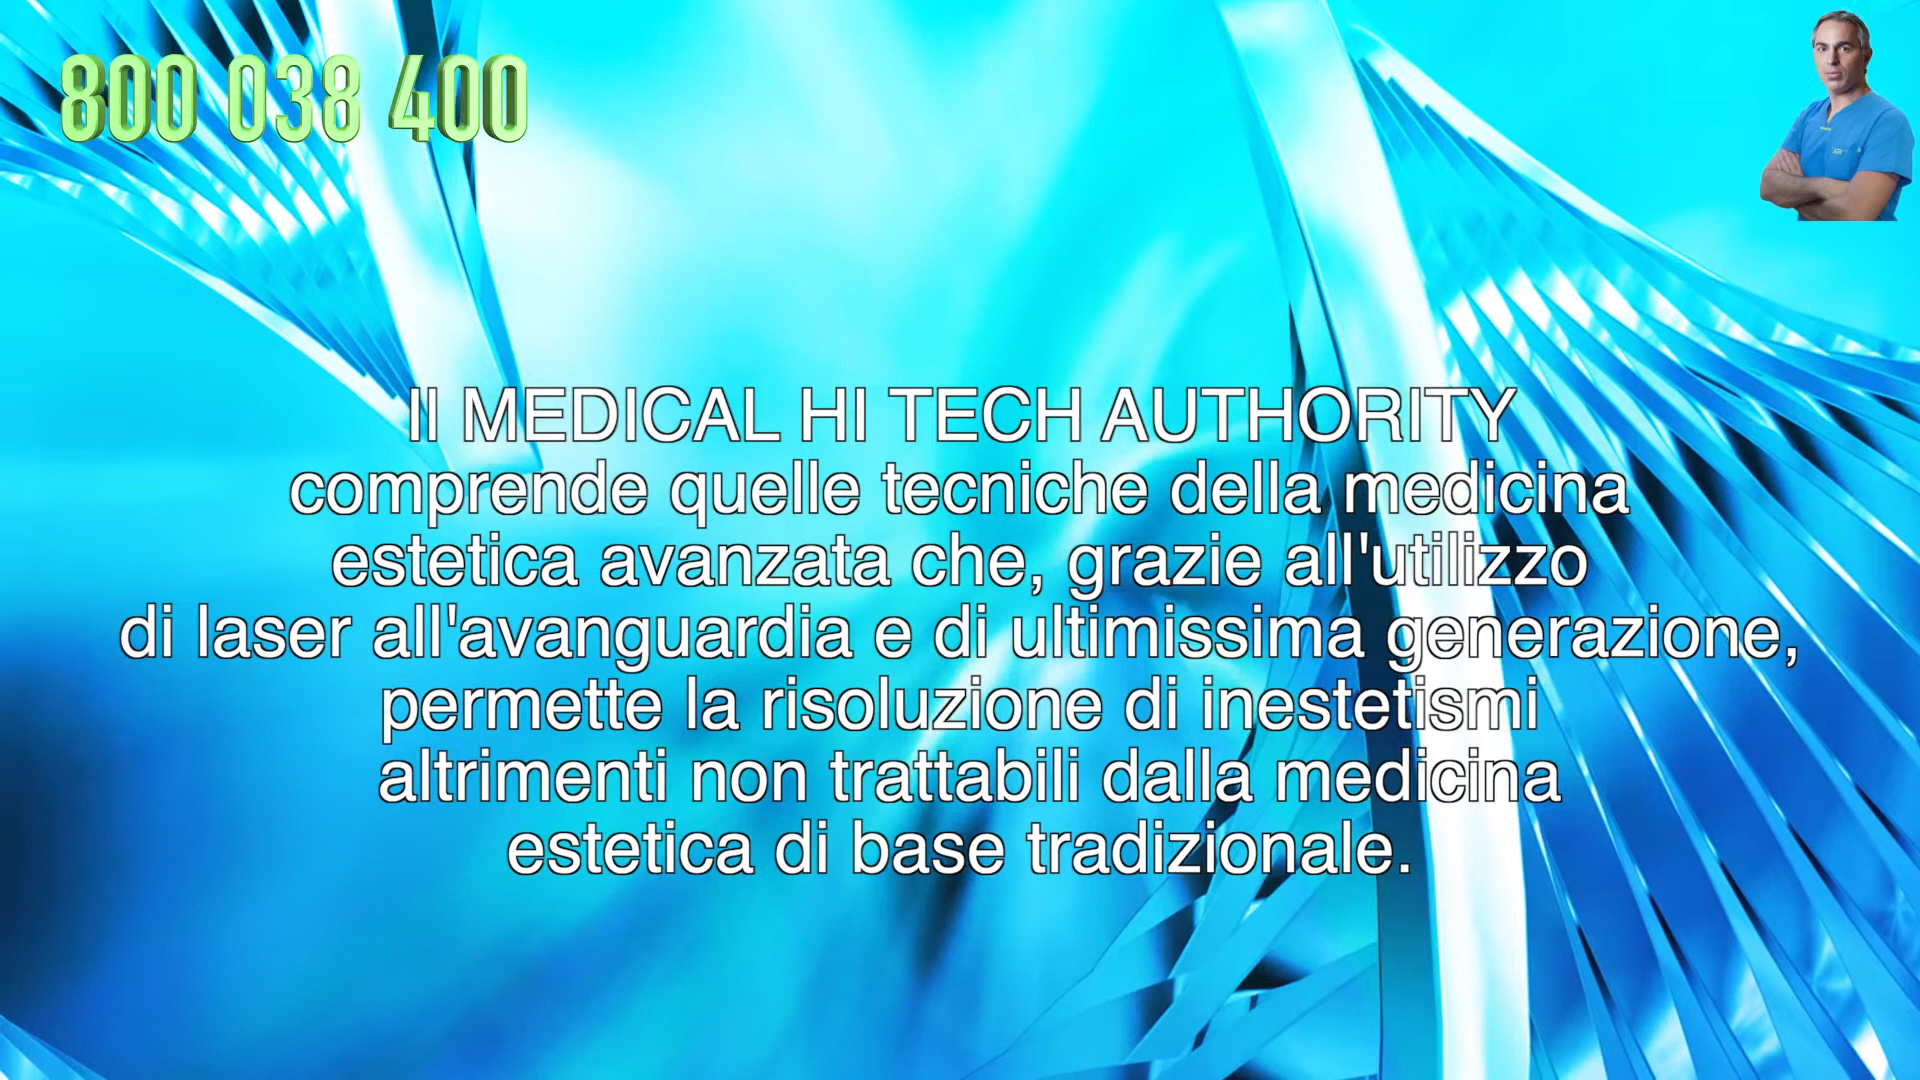 800 038 400
Il MEDICAL HI TECH AUTHORITY
comprende quelle tecniche della medicina
estetica avanzata che, grazie all'utilizzo
di laser all'avanguardia e di ultimissima generazione,
permette la risoluzione di inestetismi
altrimenti non trattabili dalla medicina
estetica di base tradizionale.